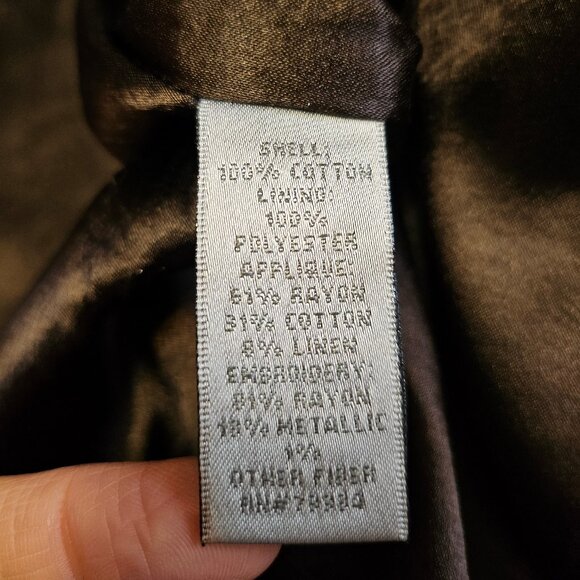 SHELL:
100% COTTON
LINING:
100%
POLYESTER
APPLIQUE:
61% RAYON
31% COTTON
8% LINEN
EMBROIDERY:
81% RAYON
18% METALLIC
1%
OTHER FIBER